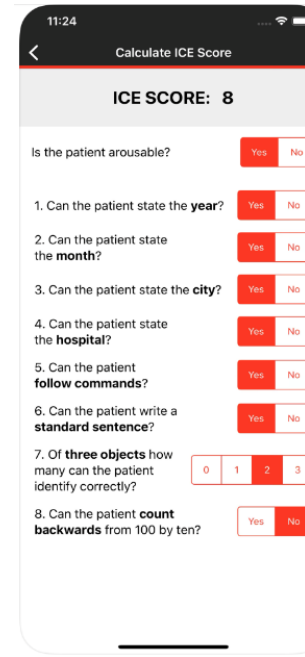 11:24
Calculate ICE Score
ICE SCORE: 8
Is the patient arousable? Yes No
1. Can the patient state the year? Yes No
2. Can the patient state
the month? Yes No
3. Can the patient state the city? Yes No
4. Can the patient state
the hospital? Yes No
5. Can the patient
follow commands? Yes No
6. Can the patient write a
standard sentence? Yes No
7. Of three objects how
many can the patient 0 1 2 3
identify correctly?
8. Can the patient count
backwards from 100 by ten? Yes No